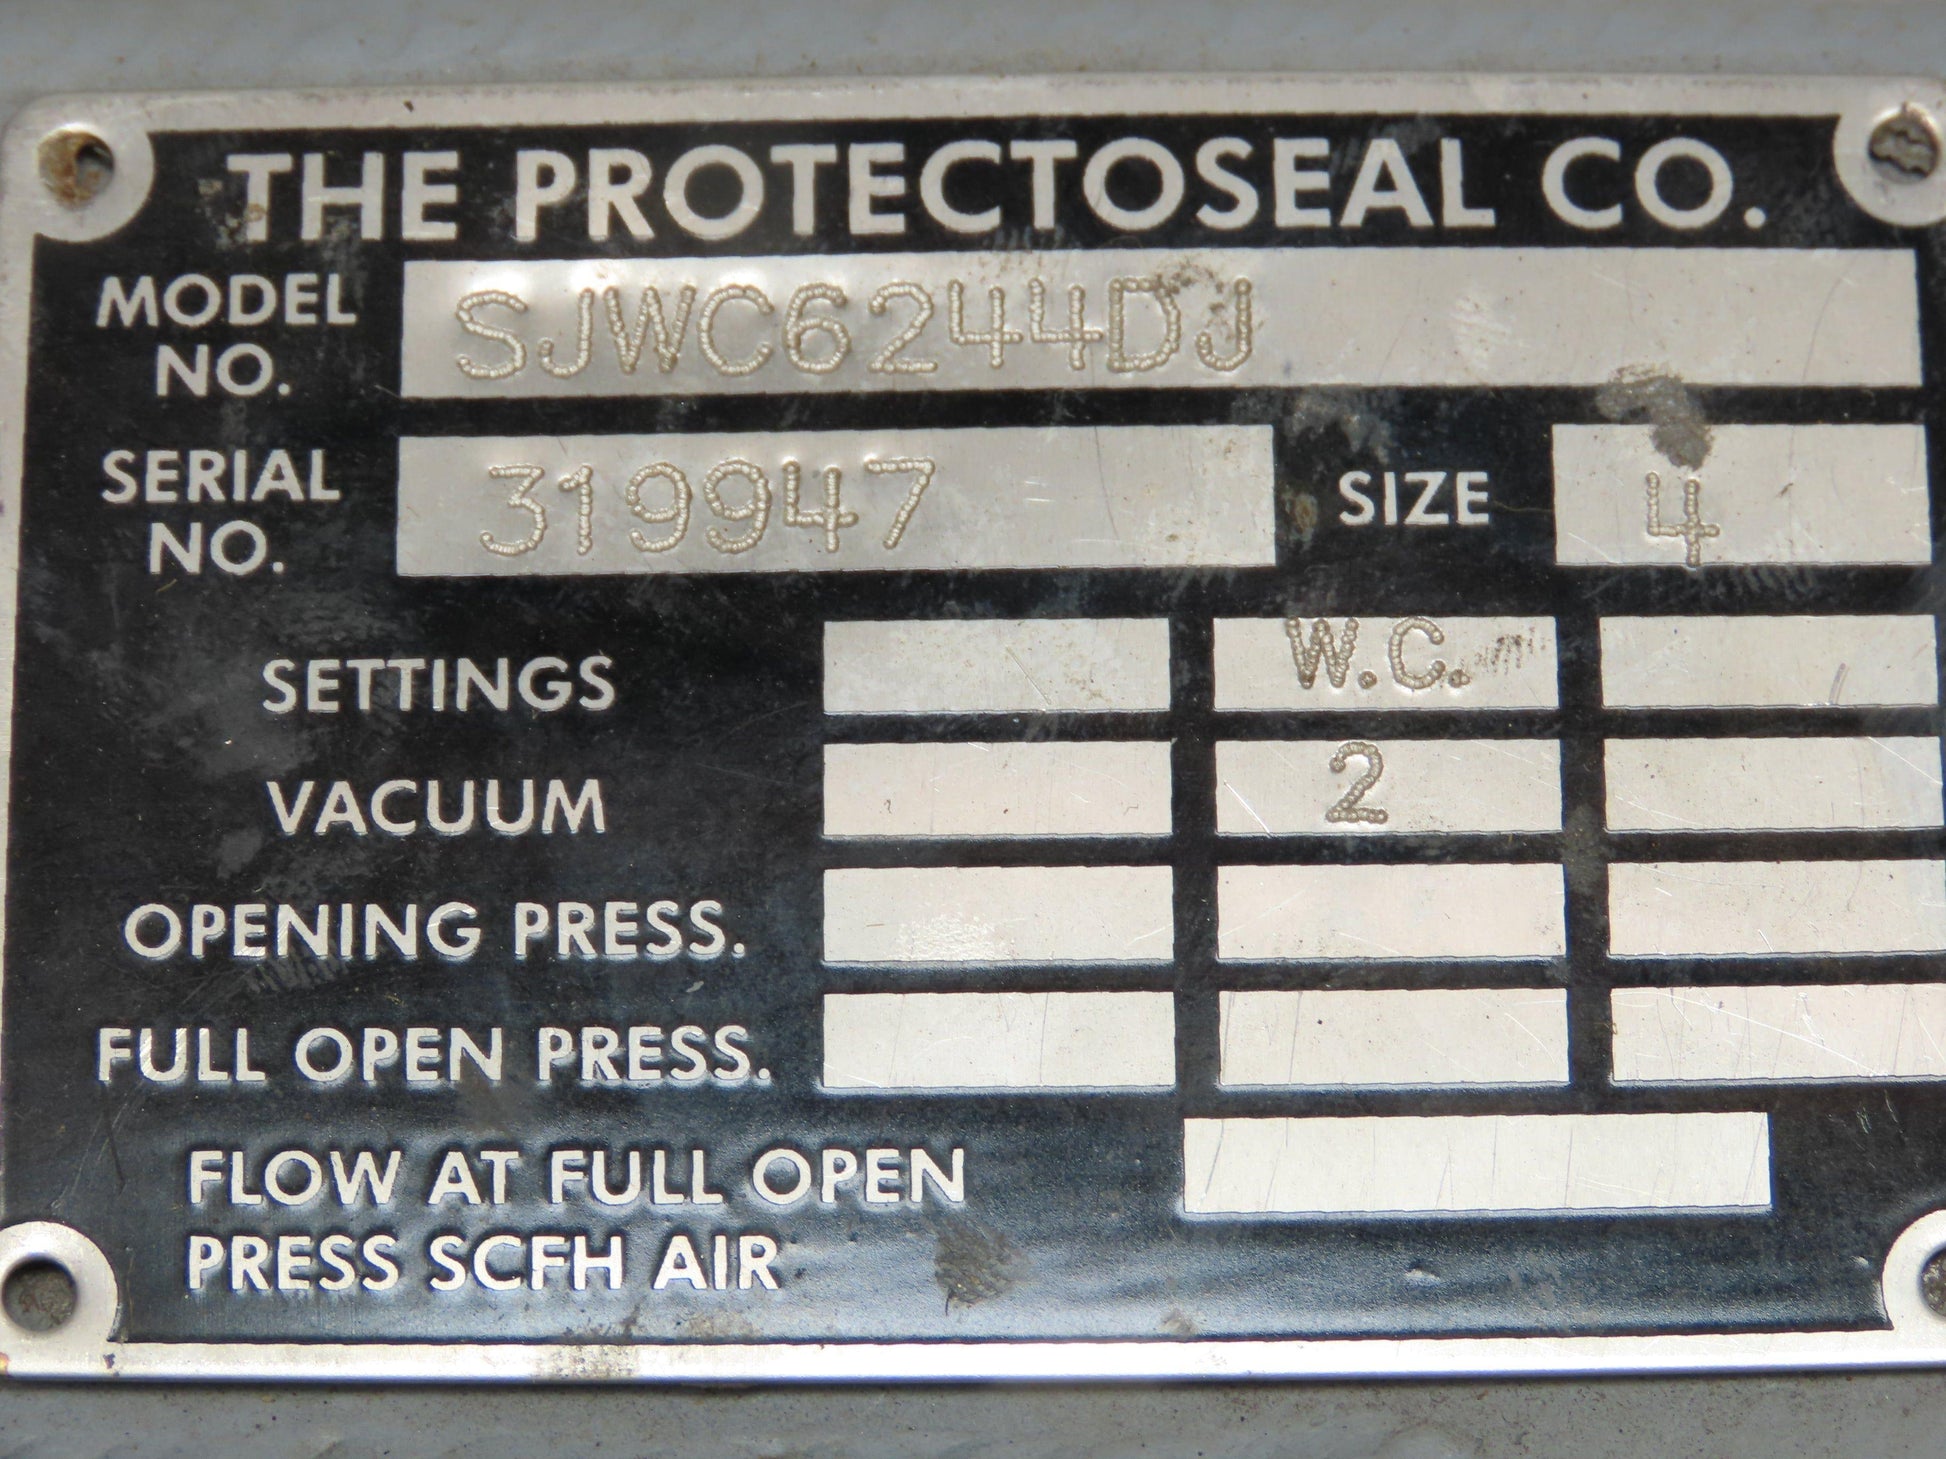 THE PROTECTOSEAL CO.
MODEL NO. SJWC6244DJ
SERIAL NO. 319947 SIZE 4
SETTINGS W.C.
VACUUM 2
OPENING PRESS.
FULL OPEN PRESS.
FLOW AT FULL OPEN
PRESS SCFH AIR